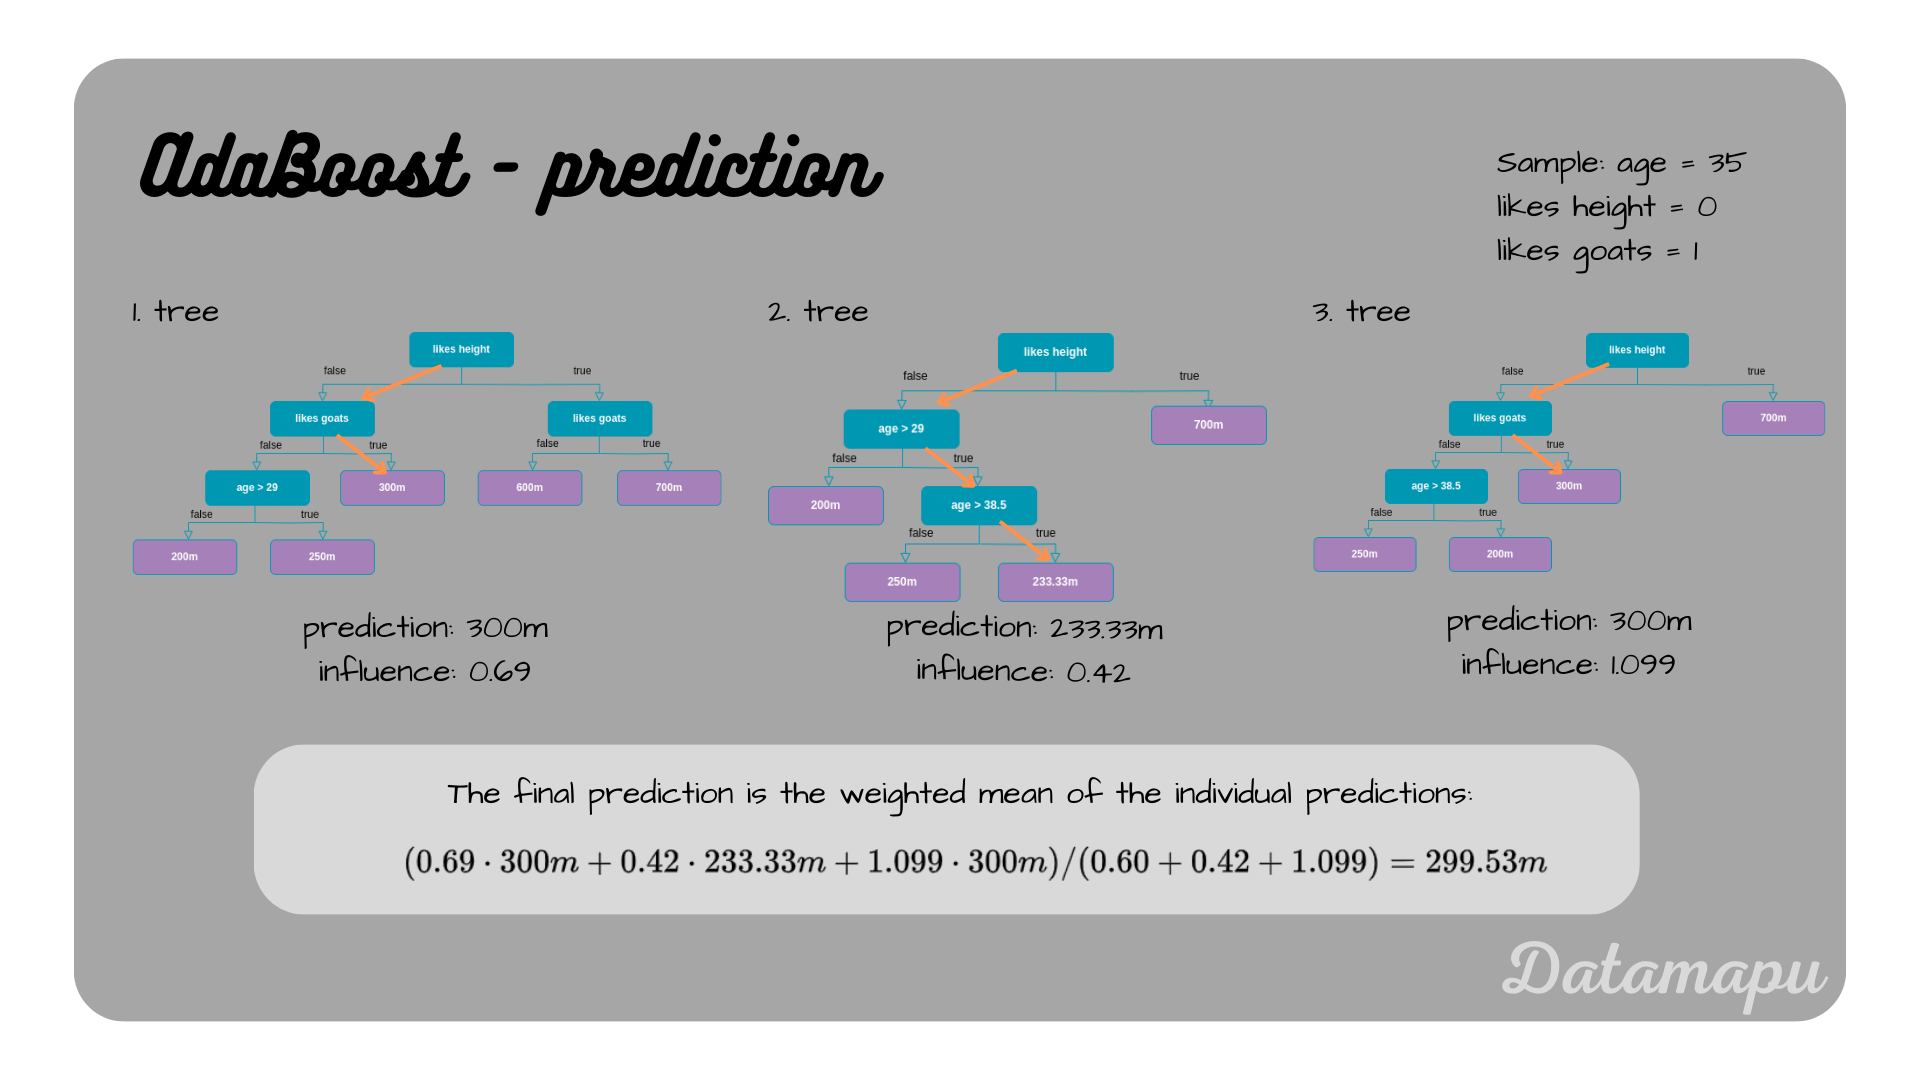 AdaBoost - prediction
Sample: age = 35
likes height = 0
likes goats = 1
1. tree
likes height
false
true
likes goats
likes goats
false
true
false
true
age > 29
300m
600m
700m
false
true
200m
250m
prediction: 300m
influence: 0.69
2. tree
likes height
false
true
age > 29
700m
false
true
200m
age > 38.5
false
true
250m
233.33m
prediction: 233.33m
influence: 0.42
3. tree
likes height
false
true
likes goats
700m
false
true
age > 38.5
300m
false
true
250m
200m
prediction: 300m
influence: 1.099
The final prediction is the weighted mean of the individual predictions:
(0.69 · 300m + 0.42 · 233.33m + 1.099 · 300m)/(0.60 + 0.42 + 1.099) = 299.53m
Datamapu